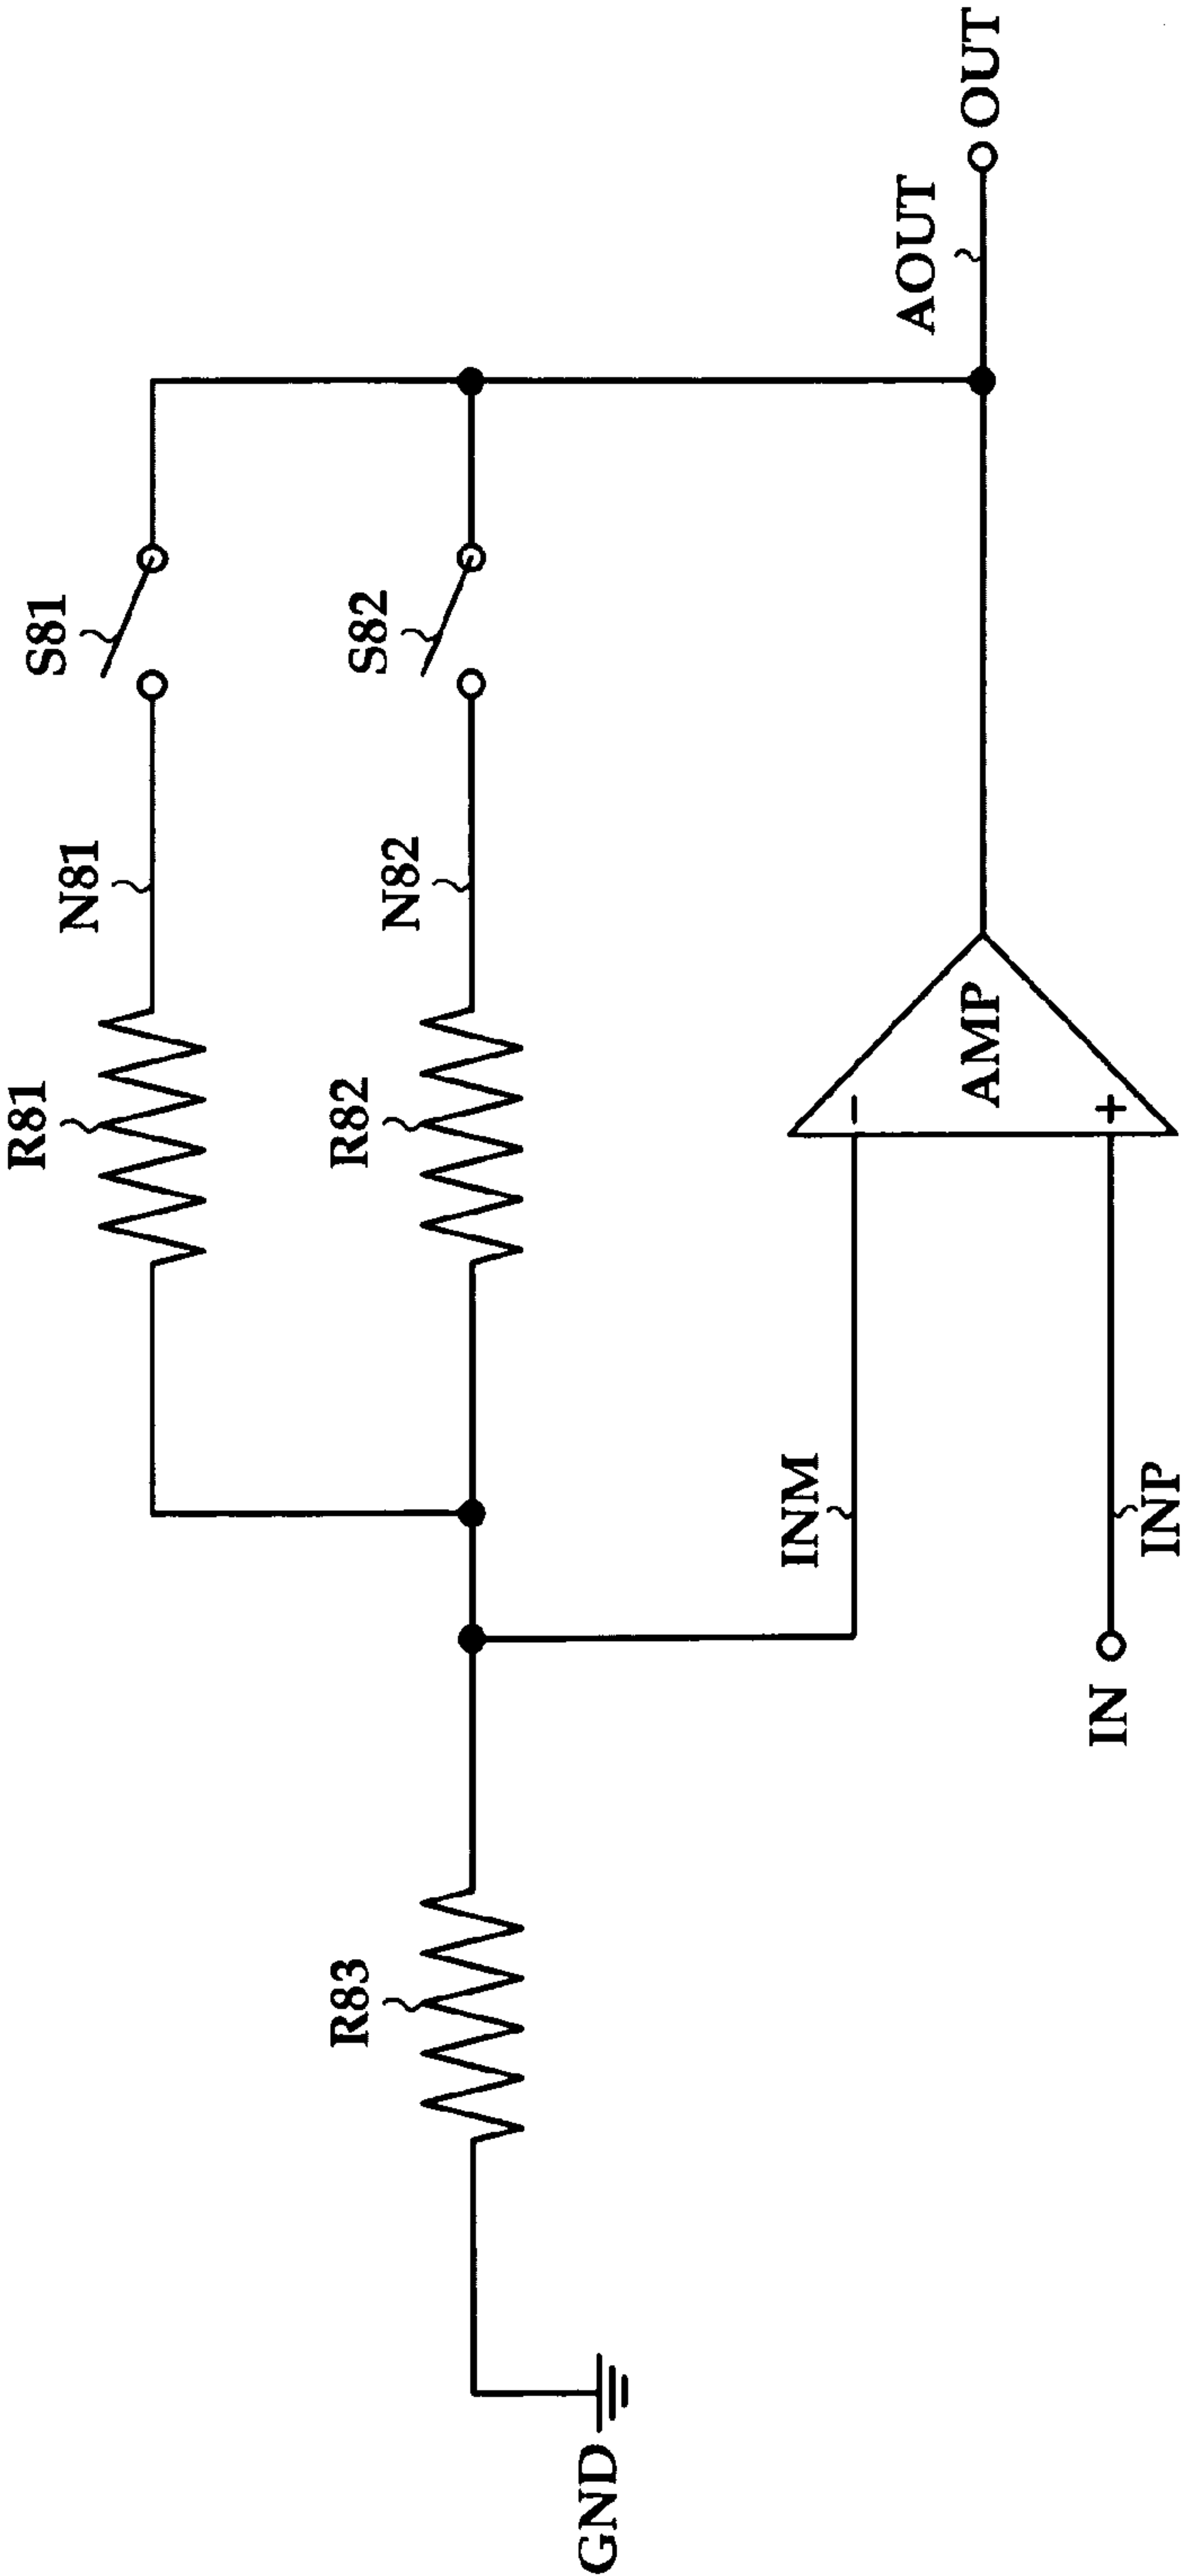 R81
N81
S81
R83
R82
N82
S82
GND
INM
AMP
-
+
AOUT
OUT
IN
INP